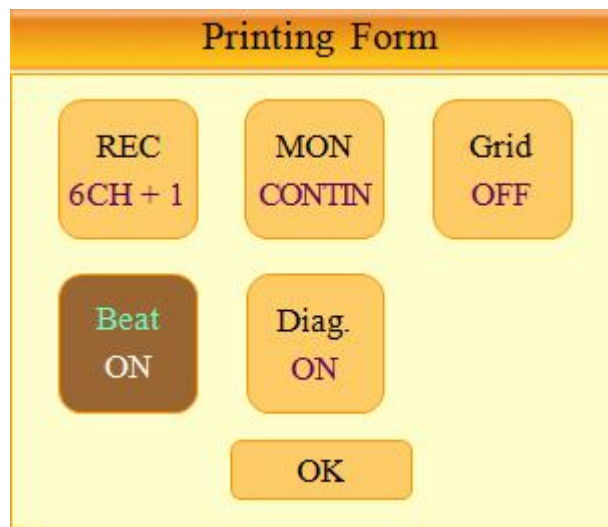 Printing Form
REC
6CH + 1
MON
CONTIN
Grid
OFF
Beat
ON
Diag.
ON
OK